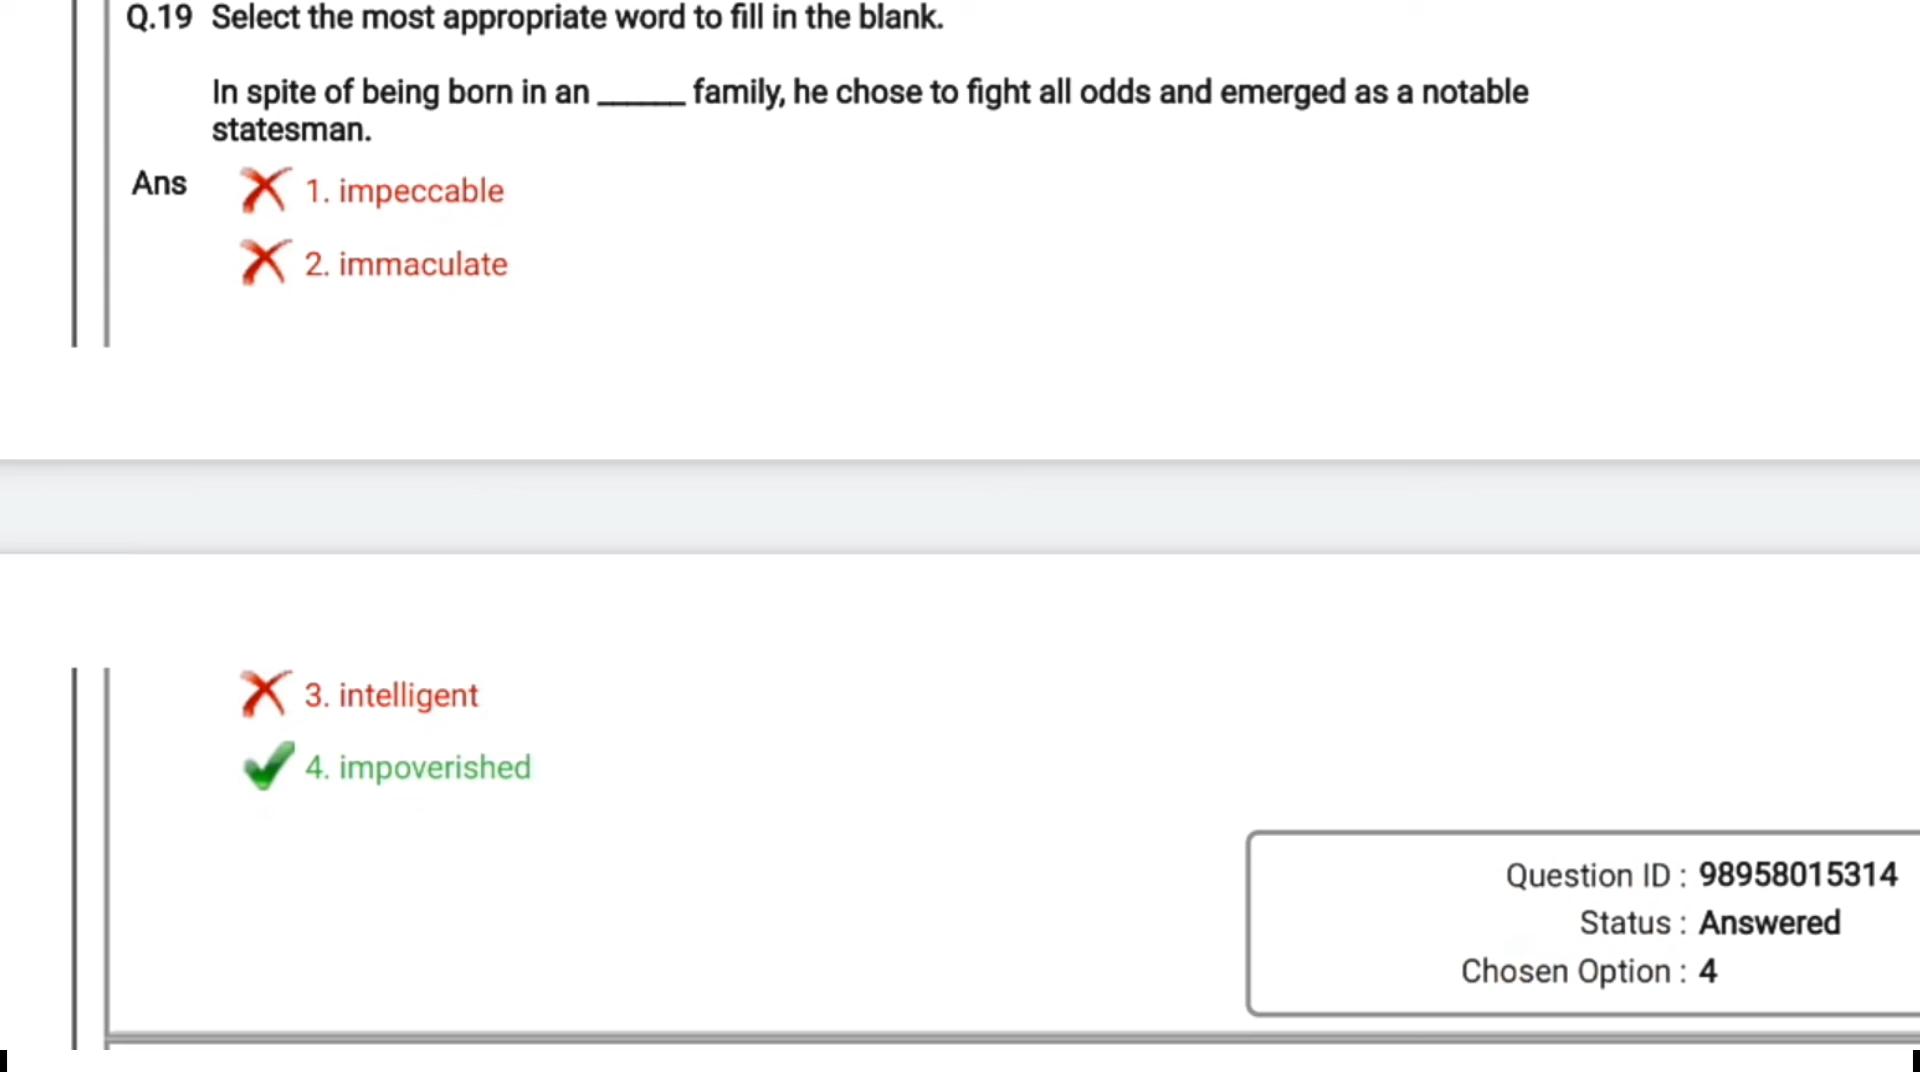 Q.19 Select the most appropriate word to fill in the blank.
In spite of being born in an _____ family, he chose to fight all odds and emerged as a notable
statesman.
Ans 1. impeccable
2. immaculate
3. intelligent
4. impoverished
Question ID : 98958015314
Status : Answered
Chosen Option : 4